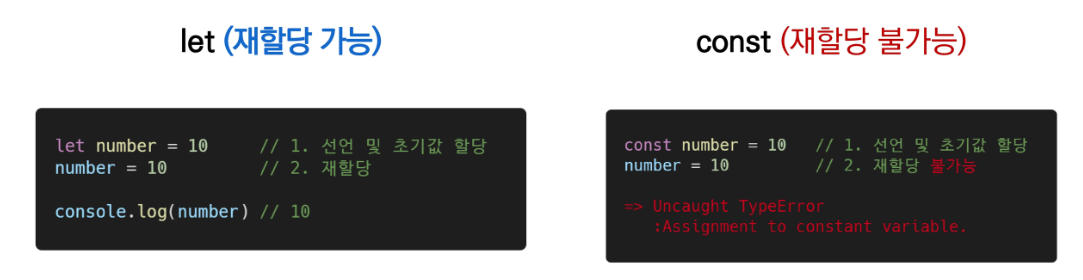 let (재할당 가능)
let number = 10 // 1. 선언 및 초기값 할당
number = 10 // 2. 재할당
console.log(number) // 10
const (재할당 불가능)
const number = 10 // 1. 선언 및 초기값 할당
number = 10 // 2. 재할당 불가능
=> Uncaught TypeError
:Assignment to constant variable.